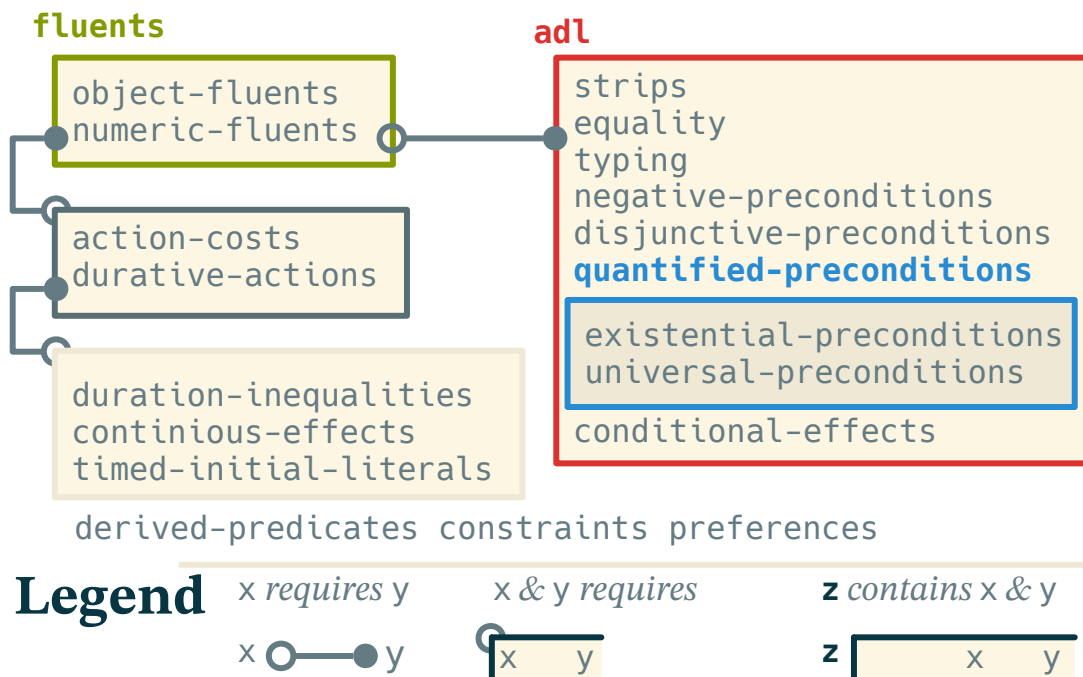 fluents
object-fluents
numeric-fluents
action-costs
durative-actions
duration-inequalities
continious-effects
timed-initial-literals
adl
strips
equality
typing
negative-preconditions
disjunctive-preconditions
quantified-preconditions
existential-preconditions
universal-preconditions
conditional-effects
derived-predicates constraints preferences
Legend
x requires y
x y
x & y requires
x y
z contains x & y
z x y